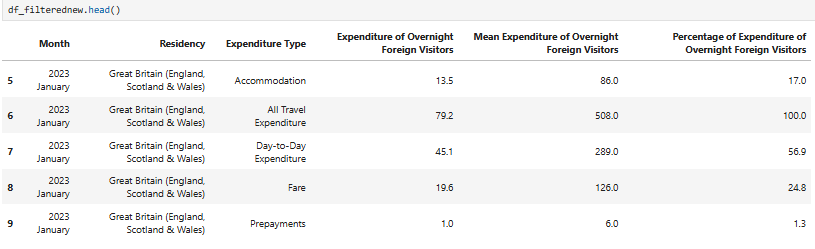 df_filterednew.head()
Month Residency Expenditure Type Expenditure of Overnight Foreign Visitors Mean Expenditure of Overnight Foreign Visitors Percentage of Expenditure of Overnight Foreign Visitors
5 2023 January Great Britain (England, Scotland & Wales) Accommodation 13.5 86.0 17.0
6 2023 January Great Britain (England, Scotland & Wales) All Travel Expenditure 79.2 508.0 100.0
7 2023 January Great Britain (England, Scotland & Wales) Day-to-Day Expenditure 45.1 289.0 56.9
8 2023 January Great Britain (England, Scotland & Wales) Fare 19.6 126.0 24.8
9 2023 January Great Britain (England, Scotland & Wales) Prepayments 1.0 6.0 1.3